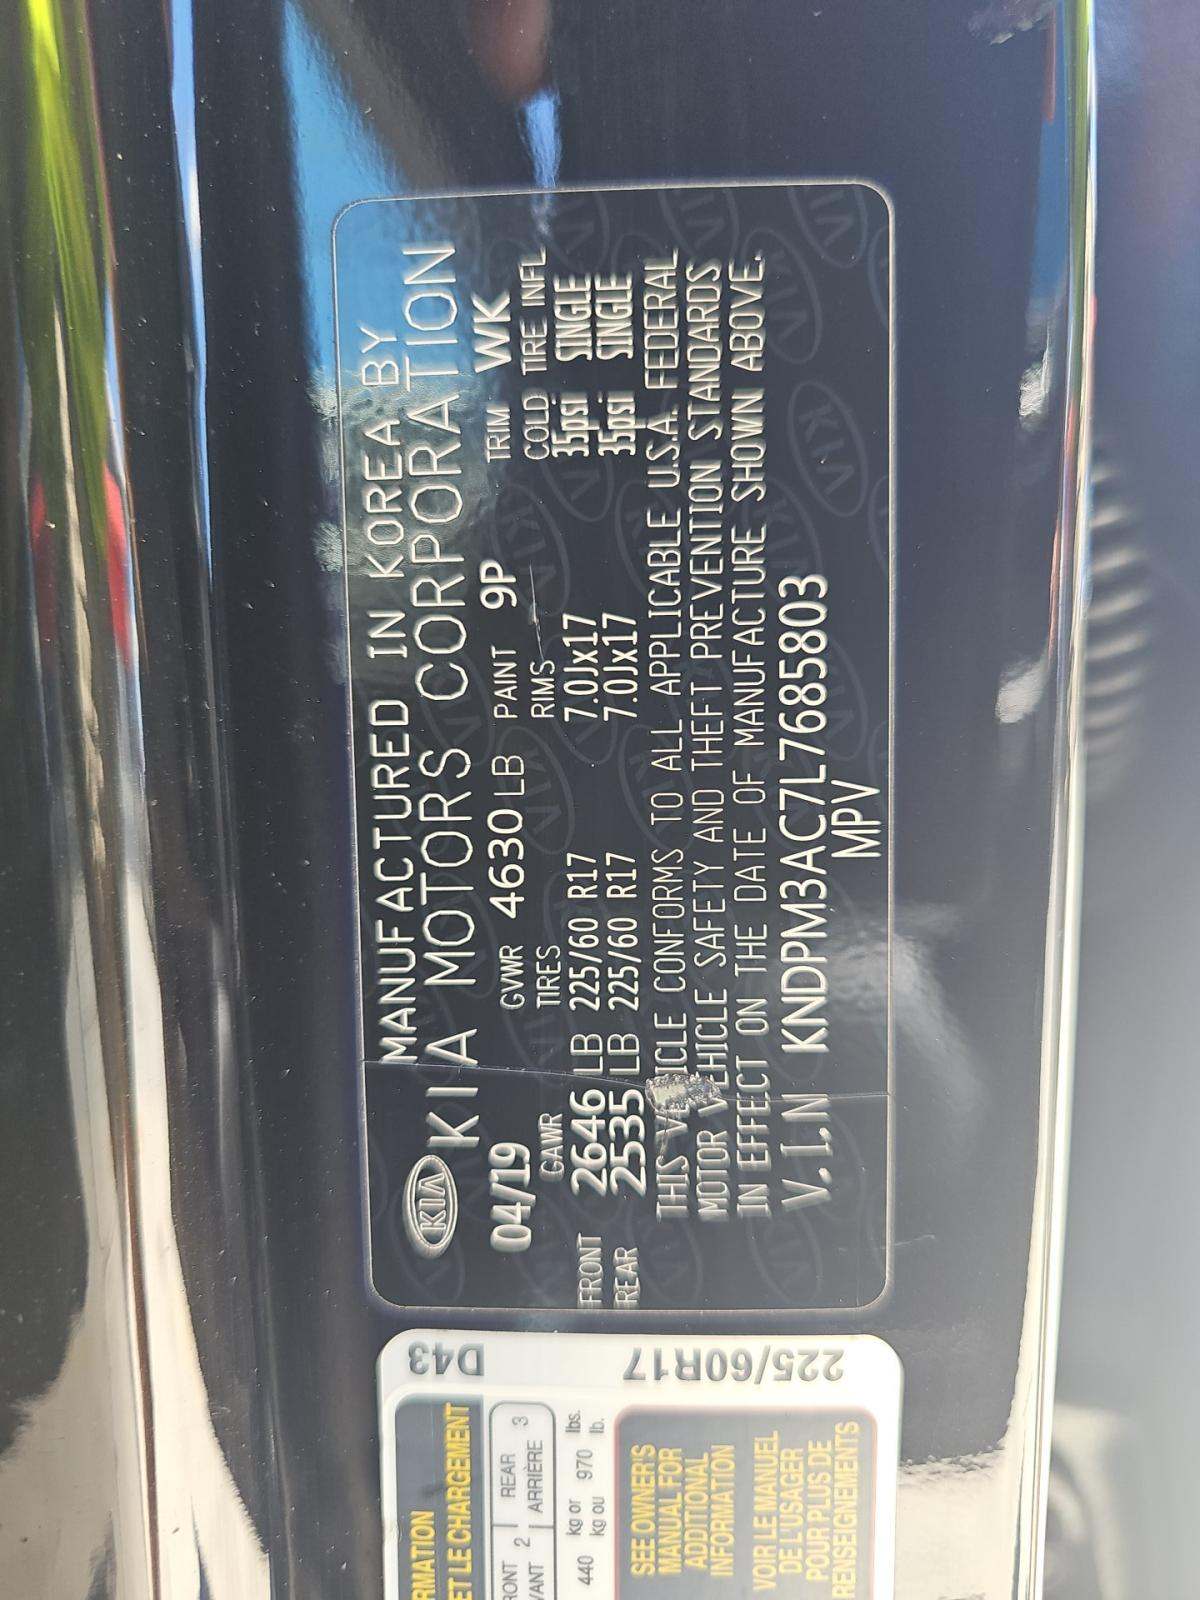 MANUFACTURED IN KOREA BY
KIA KIA MOTORS CORPORATION
04/19 GVWR 4630 LB PAINT 9P TRIM WK
GAWR TIRES RIMS COLD TIRE INFL
FRONT 2646 LB 225/60 R17 7.0Jx17 35psi SINGLE
REAR 2535 LB 225/60 R17 7.0Jx17 35psi SINGLE
THIS VEHICLE CONFORMS TO ALL APPLICABLE U.S.A. FEDERAL
MOTOR VEHICLE SAFETY AND THEFT PREVENTION STANDARDS
IN EFFECT ON THE DATE OF MANUFACTURE SHOWN ABOVE.
V.I.N KNDPM3AC7L7685803
MPV
D43
225/60R17
RMATION
ET LE CHARGEMENT
RONT 2 REAR 3
VANT ARRIÈRE
440 kg or 970 lbs.
kg ou lb.
SEE OWNER'S
MANUAL FOR
ADDITIONAL
INFORMATION
VOIR LE MANUEL
DE L'USAGER
POUR PLUS DE
RENSEIGNEMENTS